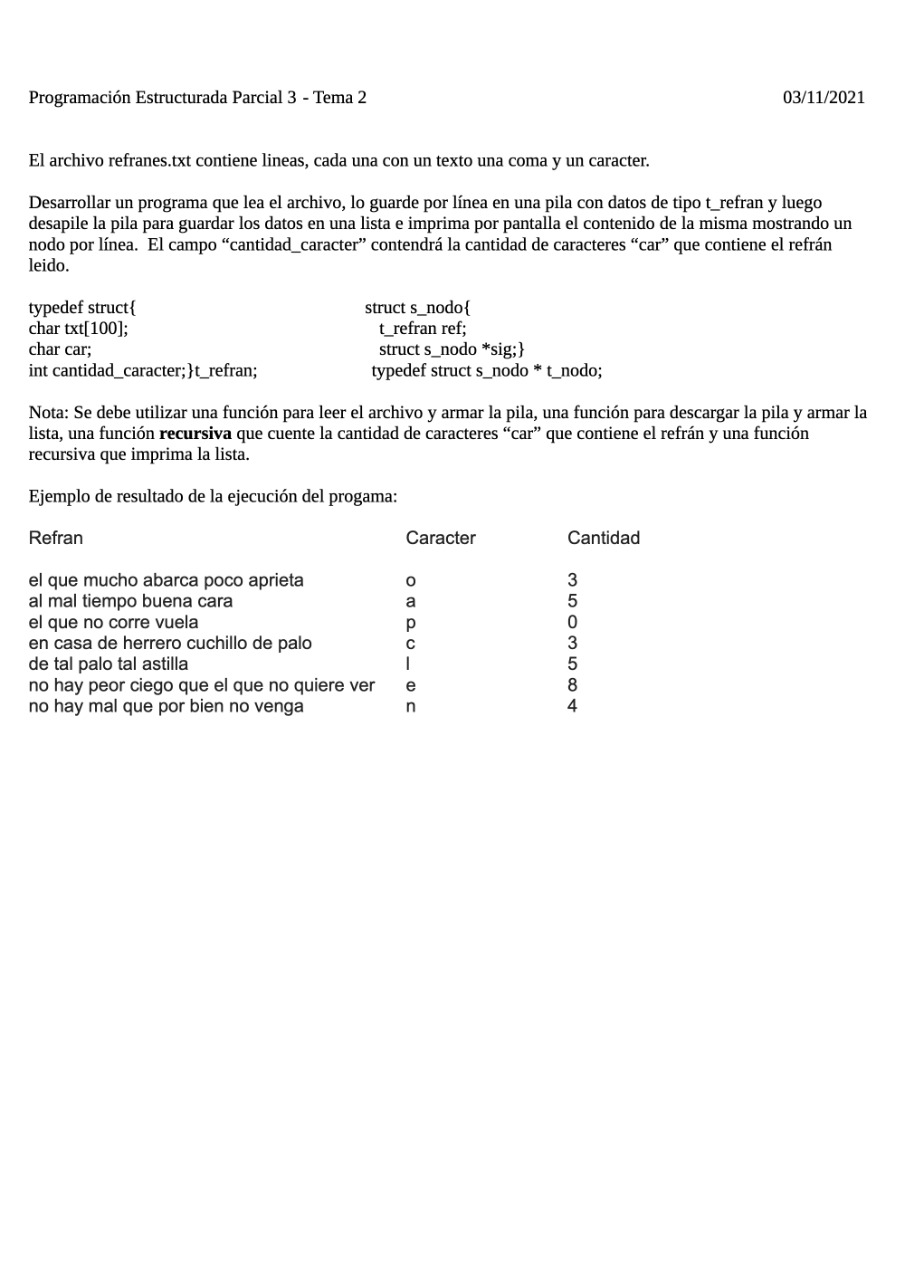 Programación Estructurada Parcial 3 - Tema 2 03/11/2021
El archivo refranes.txt contiene lineas, cada una con un texto una coma y un caracter.
Desarrollar un programa que lea el archivo, lo guarde por línea en una pila con datos de tipo t_refran y luego
desapile la pila para guardar los datos en una lista e imprima por pantalla el contenido de la misma mostrando un
nodo por línea. El campo “cantidad_caracter” contendrá la cantidad de caracteres “car” que contiene el refrán
leido.
typedef struct{ struct s_nodo{
char txt[100]; t_refran ref;
char car; struct s_nodo *sig;}
int cantidad_caracter;}t_refran; typedef struct s_nodo * t_nodo;
Nota: Se debe utilizar una función para leer el archivo y armar la pila, una función para descargar la pila y armar la
lista, una función recursiva que cuente la cantidad de caracteres “car” que contiene el refrán y una función
recursiva que imprima la lista.
Ejemplo de resultado de la ejecución del progama:
Refran Caracter Cantidad
el que mucho abarca poco aprieta o 3
al mal tiempo buena cara a 5
el que no corre vuela p 0
en casa de herrero cuchillo de palo c 3
de tal palo tal astilla l 5
no hay peor ciego que el que no quiere ver e 8
no hay mal que por bien no venga n 4